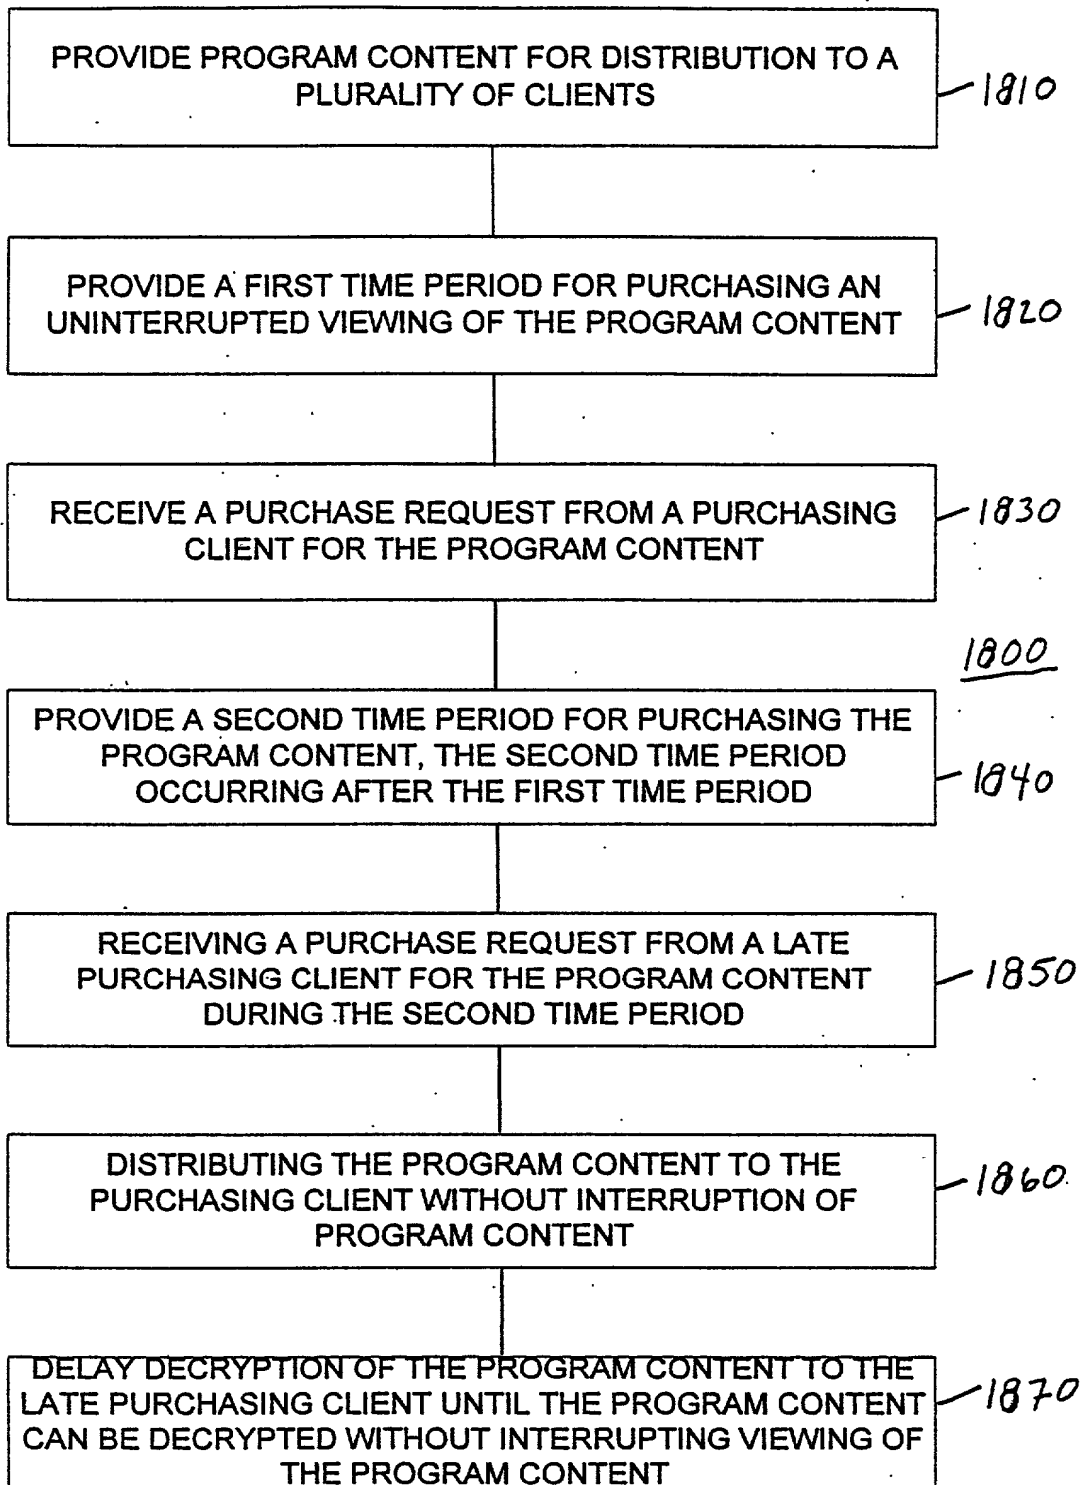 PROVIDE PROGRAM CONTENT FOR DISTRIBUTION TO A
PLURALITY OF CLIENTS
1810
PROVIDE A FIRST TIME PERIOD FOR PURCHASING AN
UNINTERRUPTED VIEWING OF THE PROGRAM CONTENT
1820
RECEIVE A PURCHASE REQUEST FROM A PURCHASING
CLIENT FOR THE PROGRAM CONTENT
1830
1800
PROVIDE A SECOND TIME PERIOD FOR PURCHASING THE
PROGRAM CONTENT, THE SECOND TIME PERIOD
OCCURRING AFTER THE FIRST TIME PERIOD
1840
RECEIVING A PURCHASE REQUEST FROM A LATE
PURCHASING CLIENT FOR THE PROGRAM CONTENT
DURING THE SECOND TIME PERIOD
1850
DISTRIBUTING THE PROGRAM CONTENT TO THE
PURCHASING CLIENT WITHOUT INTERRUPTION OF
PROGRAM CONTENT
1860
DELAY DECRYPTION OF THE PROGRAM CONTENT TO THE
LATE PURCHASING CLIENT UNTIL THE PROGRAM CONTENT
CAN BE DECRYPTED WITHOUT INTERRUPTING VIEWING OF
THE PROGRAM CONTENT
1870